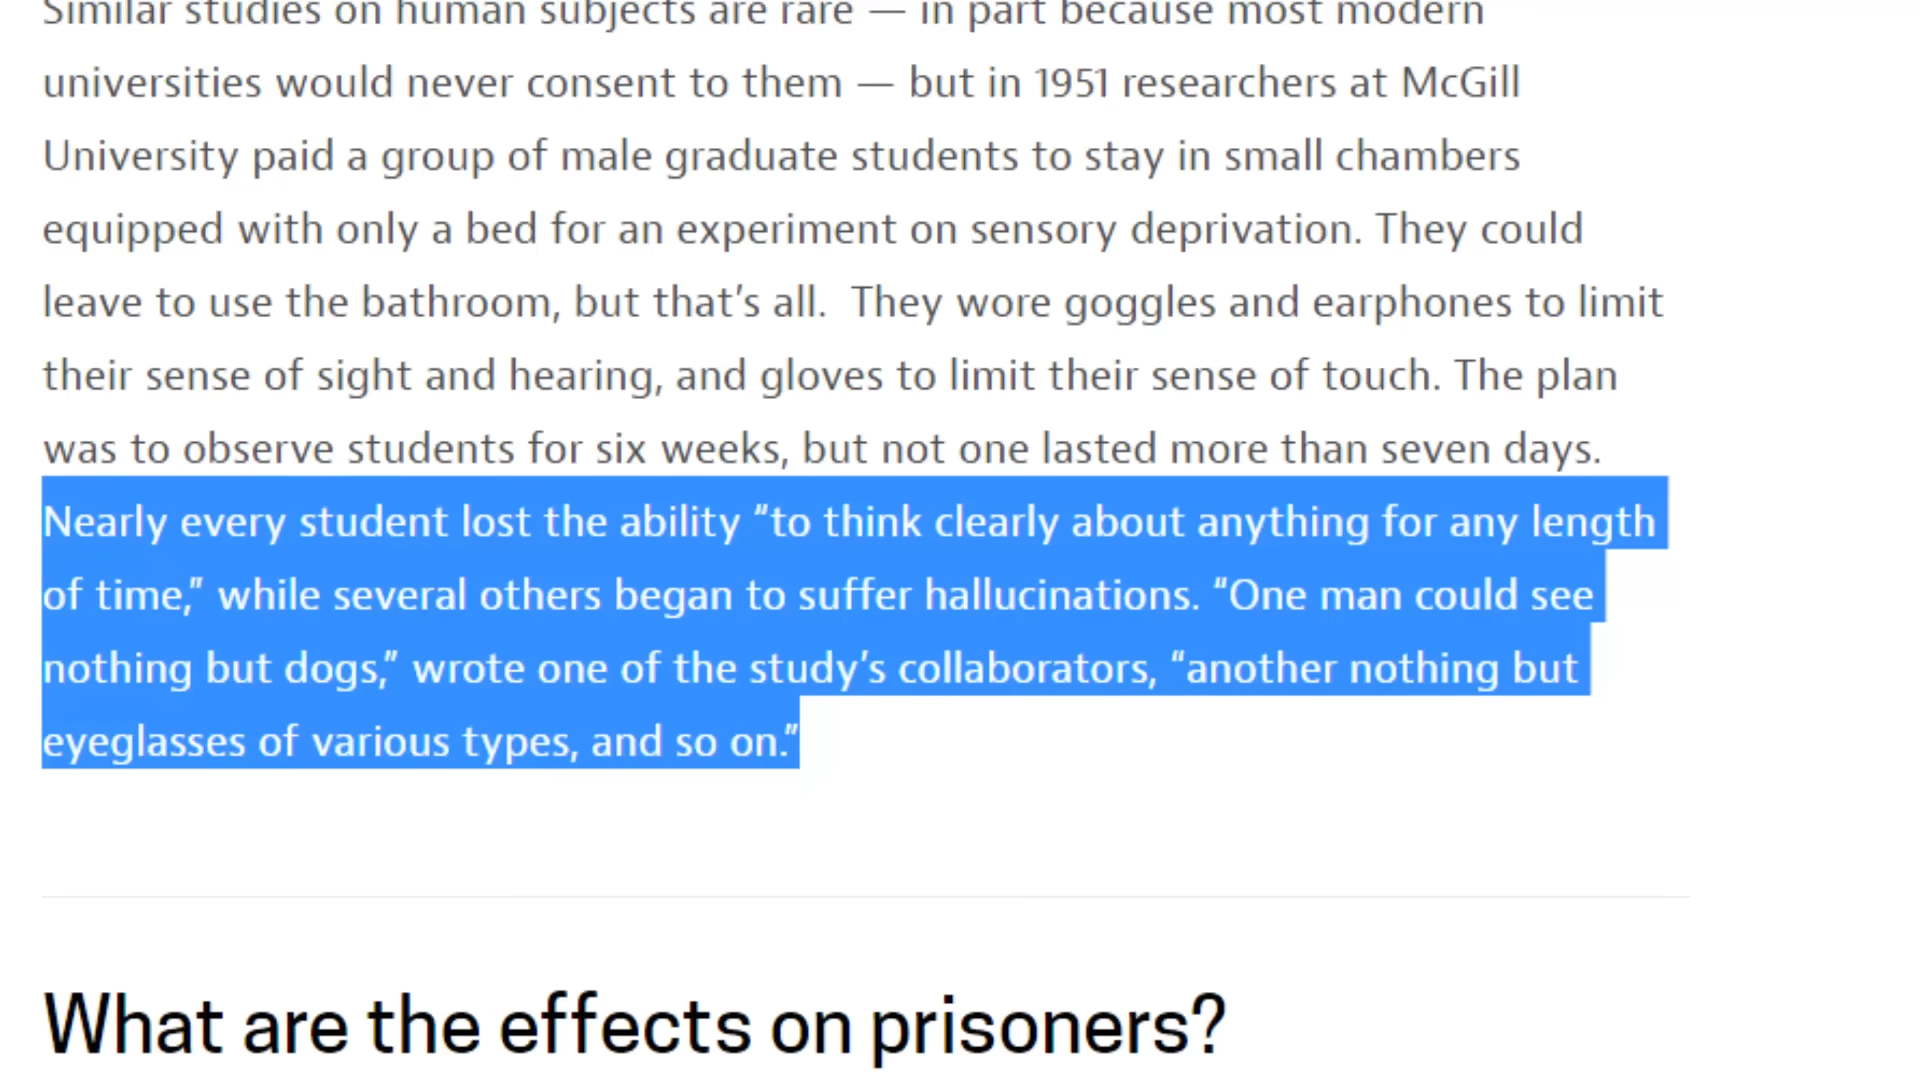 Similar studies on human subjects are rare — in part because most modern
universities would never consent to them — but in 1951 researchers at McGill
University paid a group of male graduate students to stay in small chambers
equipped with only a bed for an experiment on sensory deprivation. They could
leave to use the bathroom, but that’s all.  They wore goggles and earphones to limit
their sense of sight and hearing, and gloves to limit their sense of touch. The plan
was to observe students for six weeks, but not one lasted more than seven days.
Nearly every student lost the ability “to think clearly about anything for any length
of time,” while several others began to suffer hallucinations. “One man could see
nothing but dogs,” wrote one of the study’s collaborators, “another nothing but
eyeglasses of various types, and so on.”
What are the effects on prisoners?